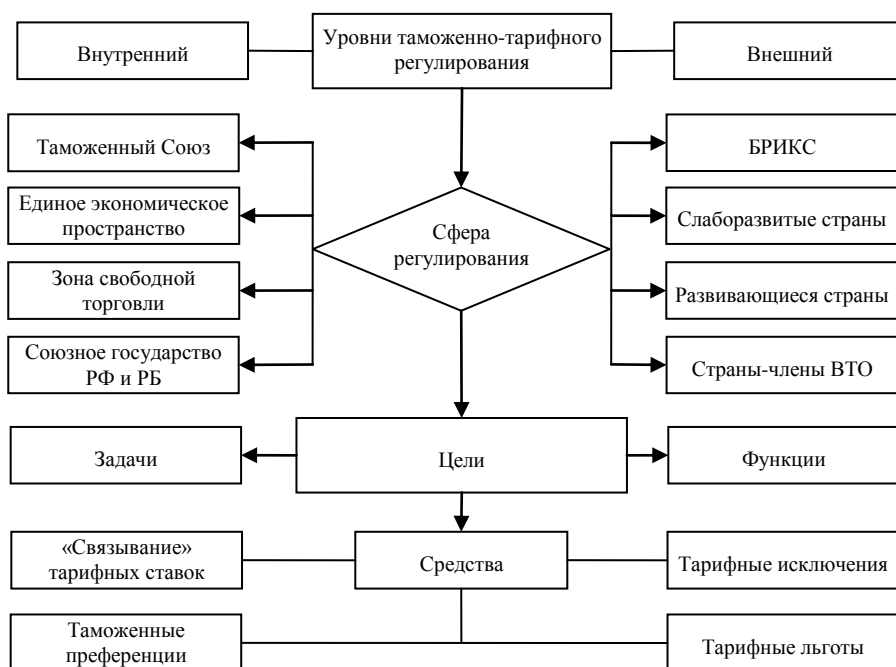 Внутренний
Уровни таможенно-тарифного
регулирования
Внешний
Таможенный Союз
БРИКС
Единое экономическое
пространство
Слаборазвитые страны
Сфера
регулирования
Зона свободной
торговли
Развивающиеся страны
Союзное государство
РФ и РБ
Страны-члены ВТО
Задачи
Цели
Функции
«Связывание»
тарифных ставок
Средства
Тарифные исключения
Таможенные
преференции
Тарифные льготы